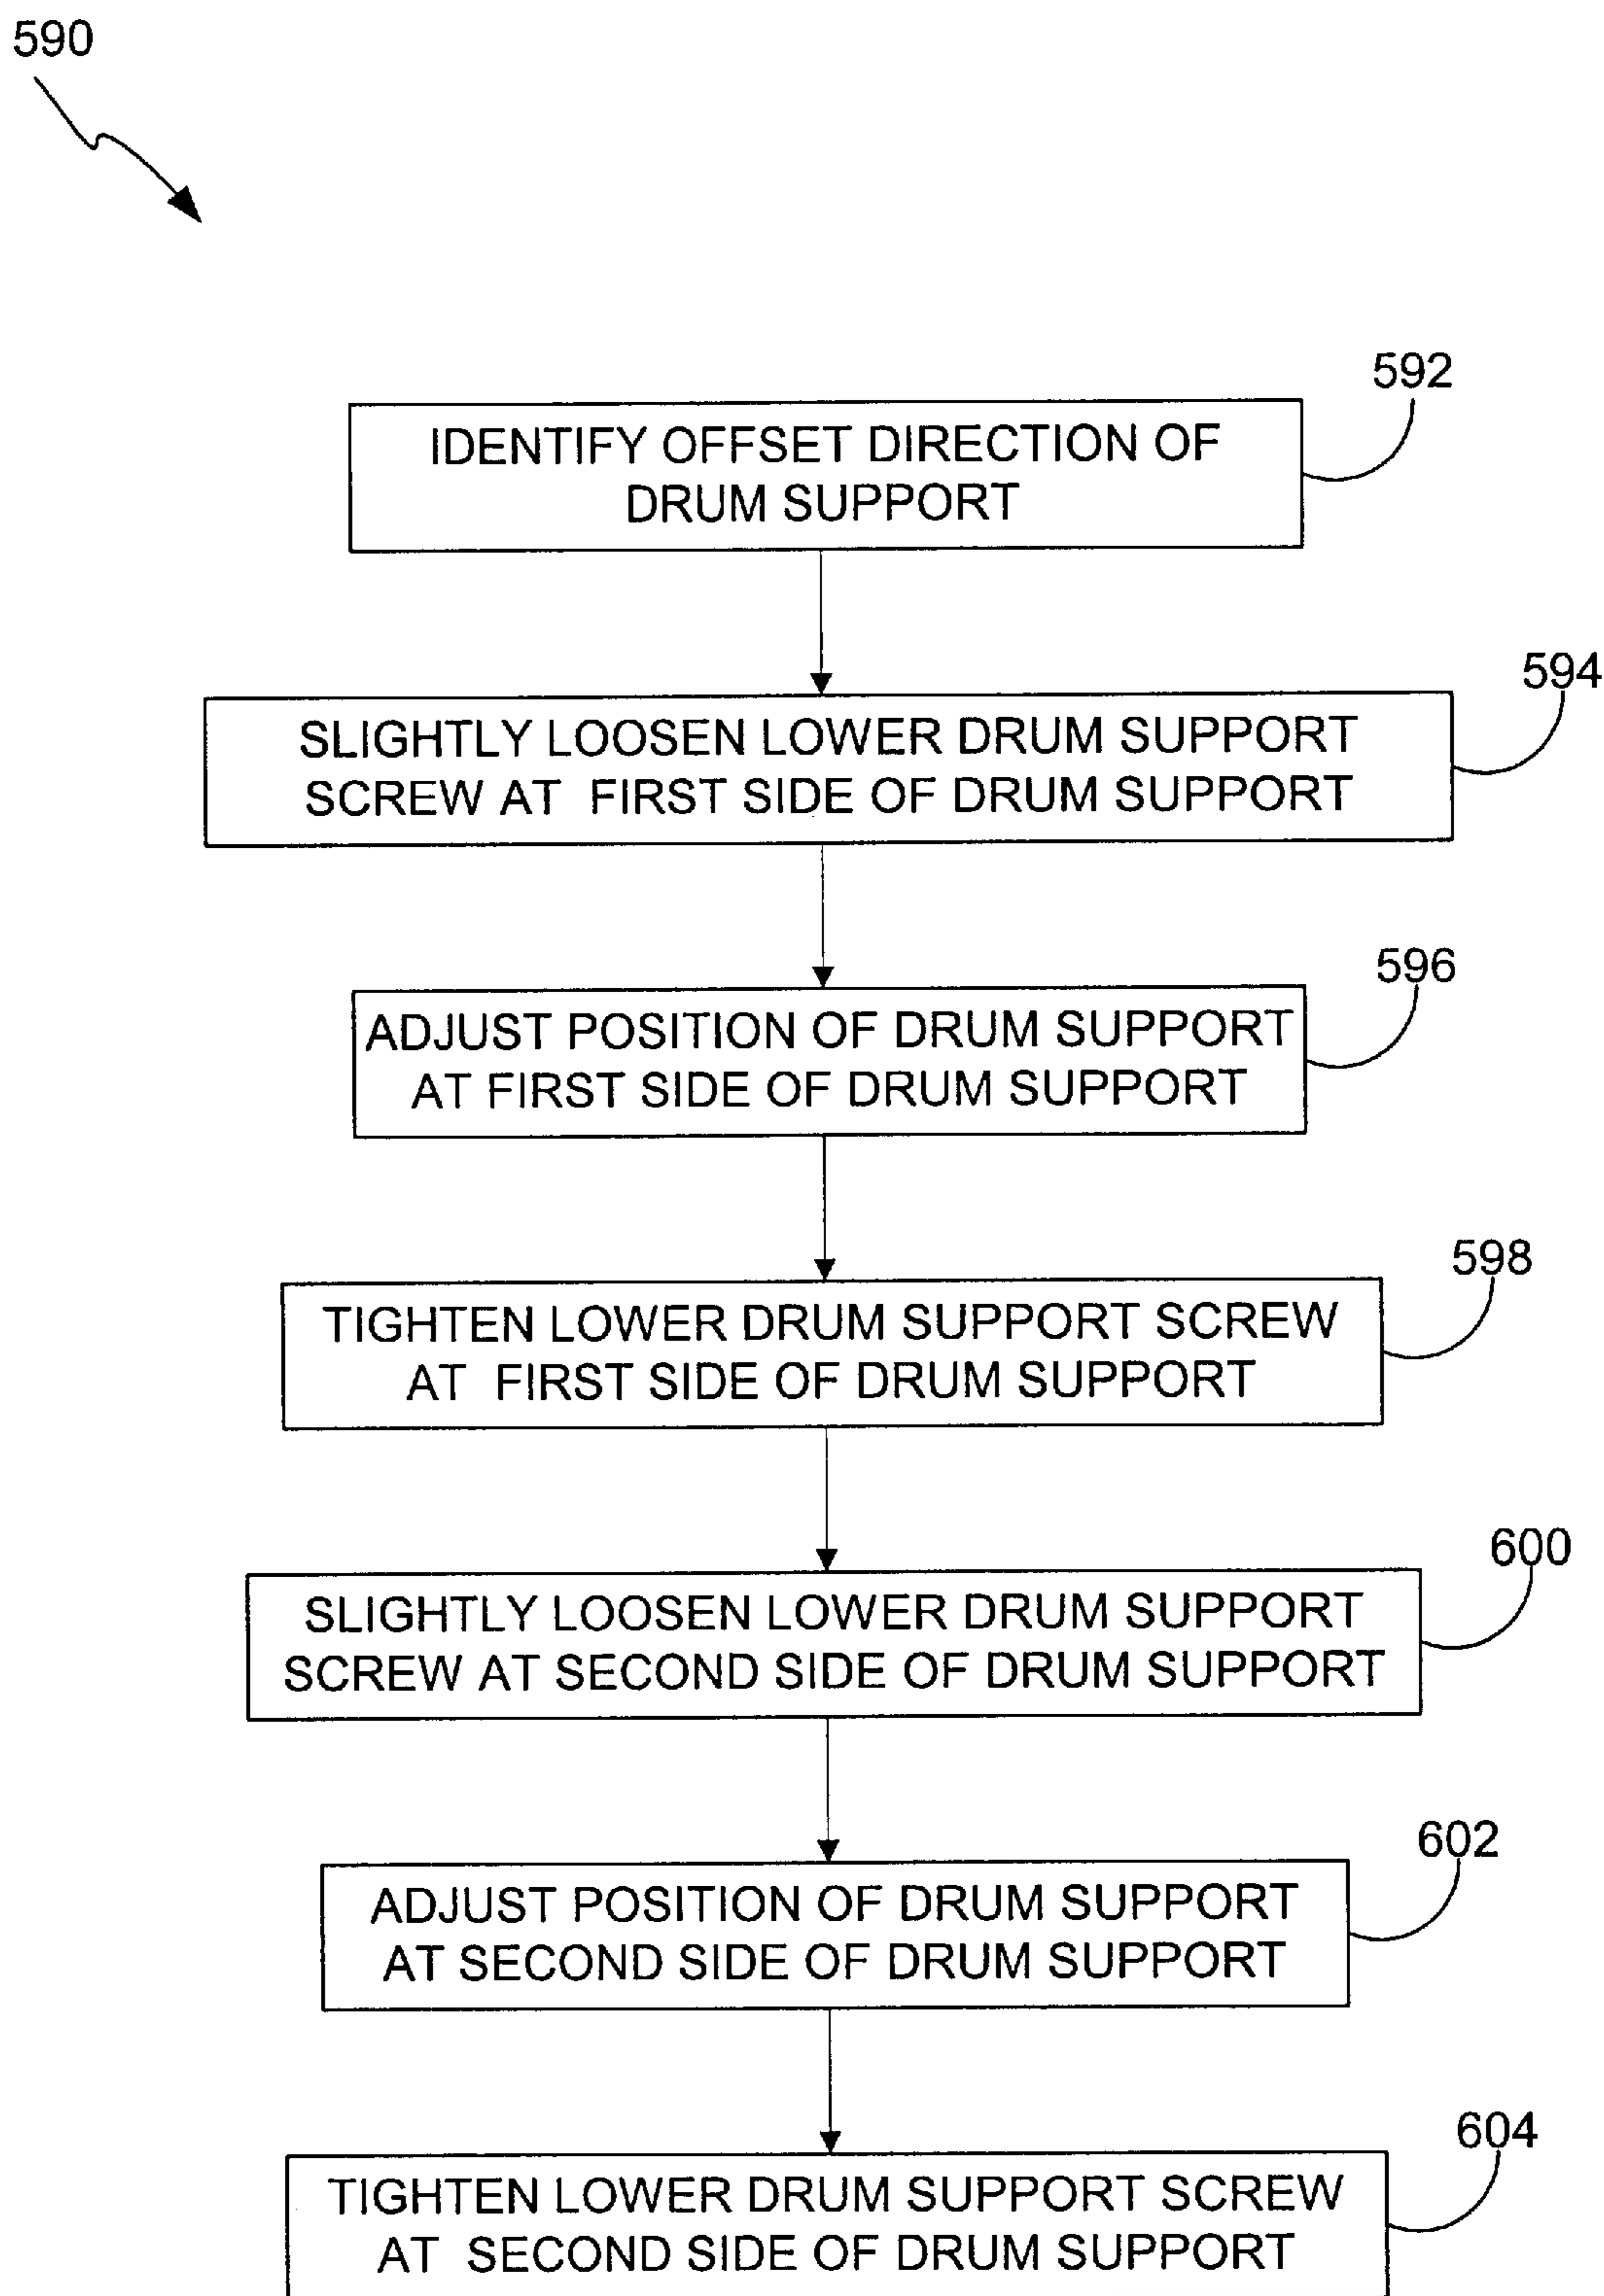 590
592
IDENTIFY OFFSET DIRECTION OF
DRUM SUPPORT
594
SLIGHTLY LOOSEN LOWER DRUM SUPPORT
SCREW AT FIRST SIDE OF DRUM SUPPORT
596
ADJUST POSITION OF DRUM SUPPORT
AT FIRST SIDE OF DRUM SUPPORT
598
TIGHTEN LOWER DRUM SUPPORT SCREW
AT FIRST SIDE OF DRUM SUPPORT
600
SLIGHTLY LOOSEN LOWER DRUM SUPPORT
SCREW AT SECOND SIDE OF DRUM SUPPORT
602
ADJUST POSITION OF DRUM SUPPORT
AT SECOND SIDE OF DRUM SUPPORT
604
TIGHTEN LOWER DRUM SUPPORT SCREW
AT SECOND SIDE OF DRUM SUPPORT